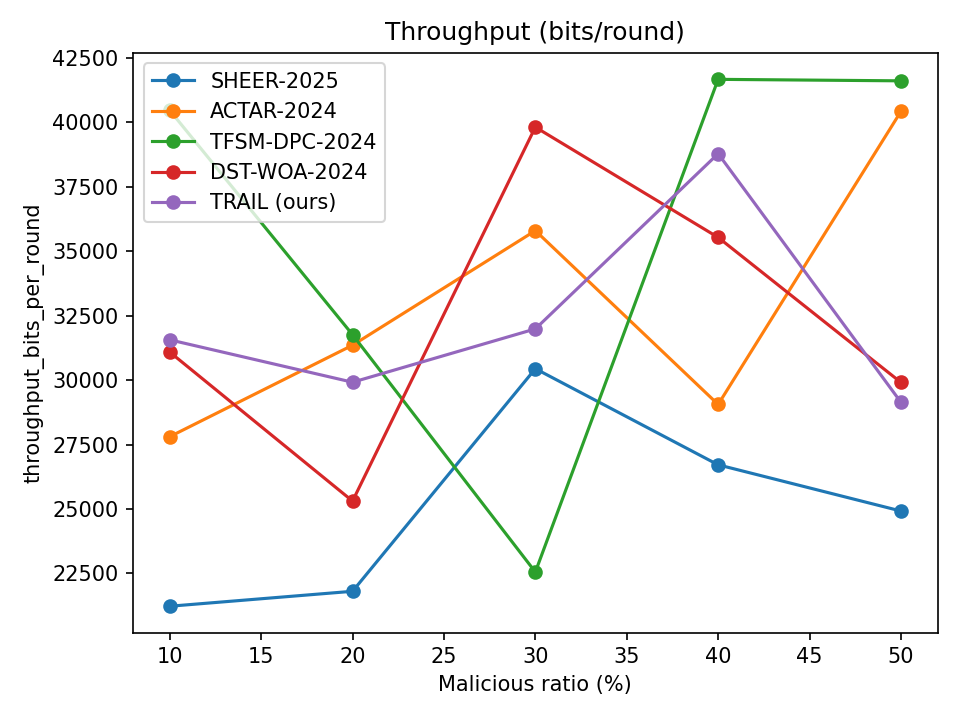 Throughput (bits/round)
SHEER-2025
ACTAR-2024
TFSM-DPC-2024
DST-WOA-2024
TRAIL (ours)
throughput_bits_per_round
42500
40000
37500
35000
32500
30000
27500
25000
22500
10 15 20 25 30 35 40 45 50
Malicious ratio (%)